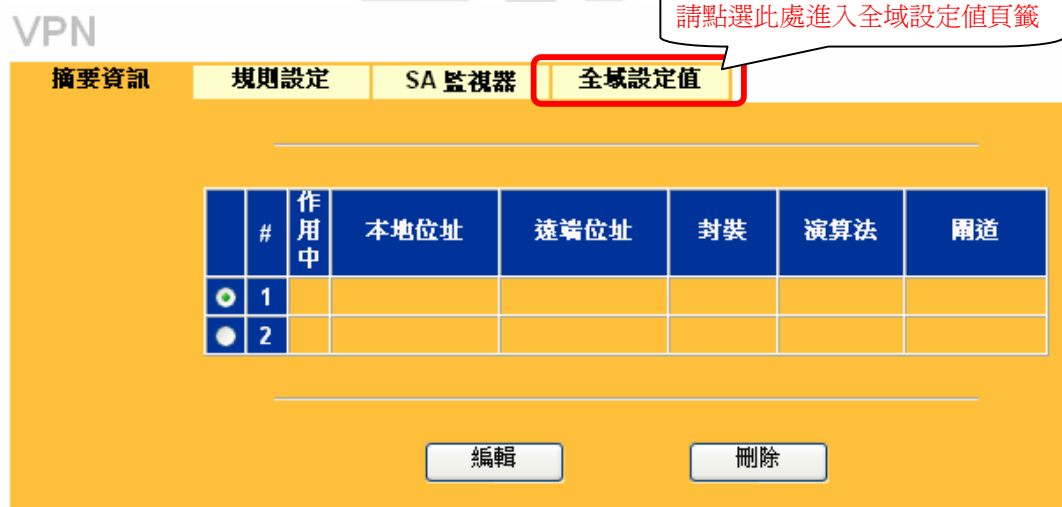 請點選此處進入全域設定值頁籤
VPN
摘要資訊 規則設定 SA 監視器 全域設定值
# 作用中 本地位址 遠端位址 封裝 演算法 閘道
1
2
編輯 刪除